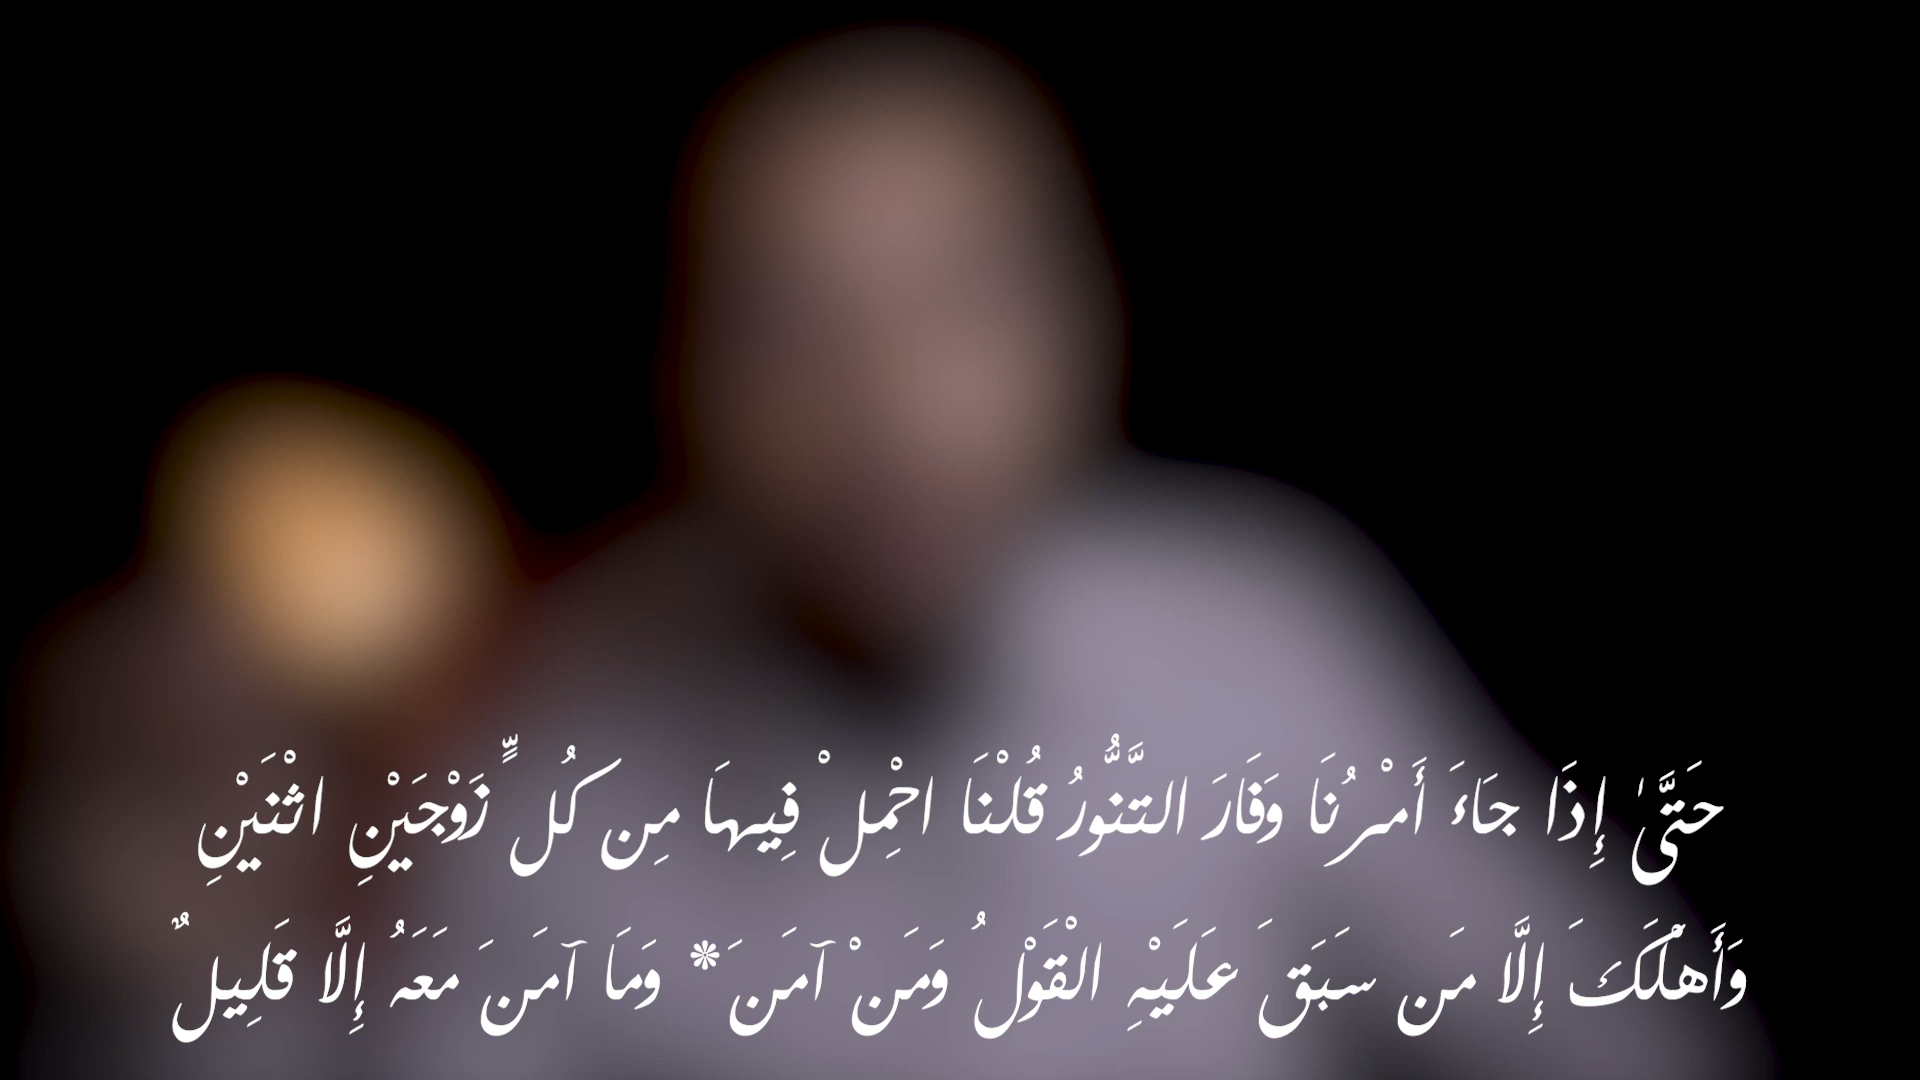 حَتَّىٰ إِذَا جَاءَ أَمْرُنَا وَفَارَ التَّنُّورُ قُلْنَا احْمِلْ فِيهَا مِن كُلٍّ زَوْجَيْنِ اثْنَيْنِ
وَأَهْلَكَ إِلَّا مَن سَبَقَ عَلَيْهِ الْقَوْلُ وَمَنْ آمَنَ * وَمَا آمَنَ مَعَهُ إِلَّا قَلِيلٌ